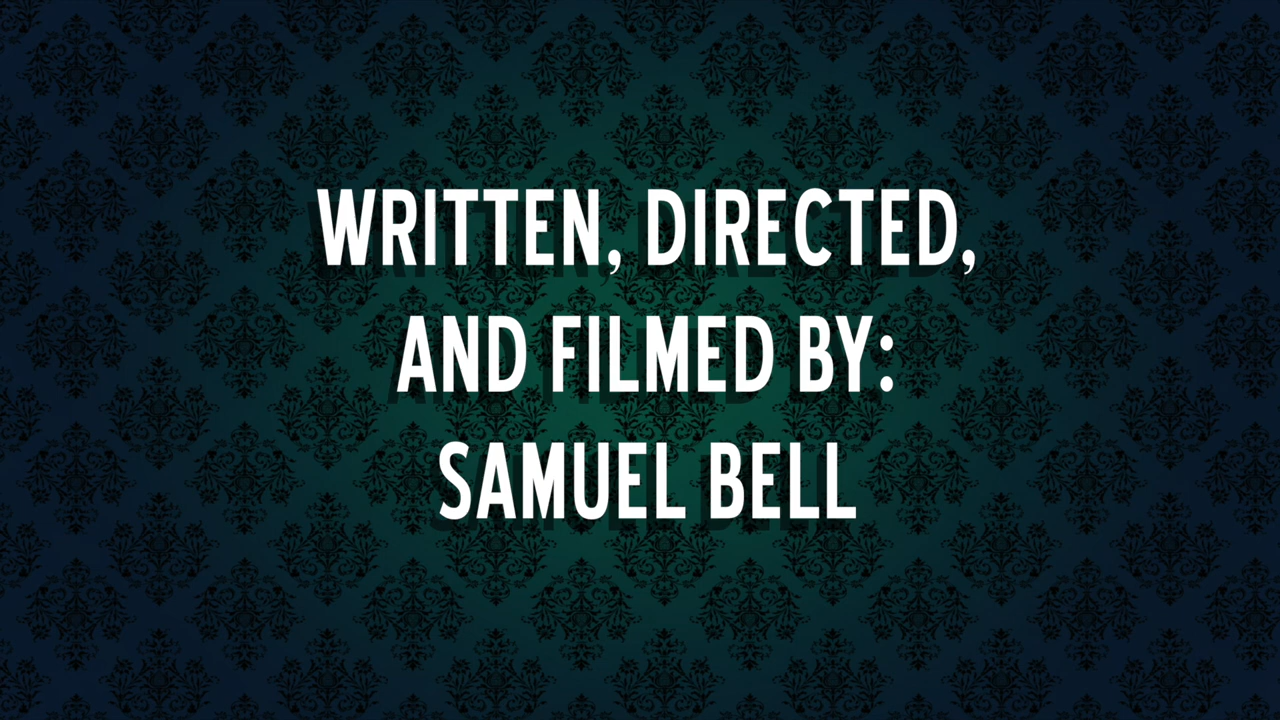 WRITTEN, DIRECTED,
AND FILMED BY:
SAMUEL BELL